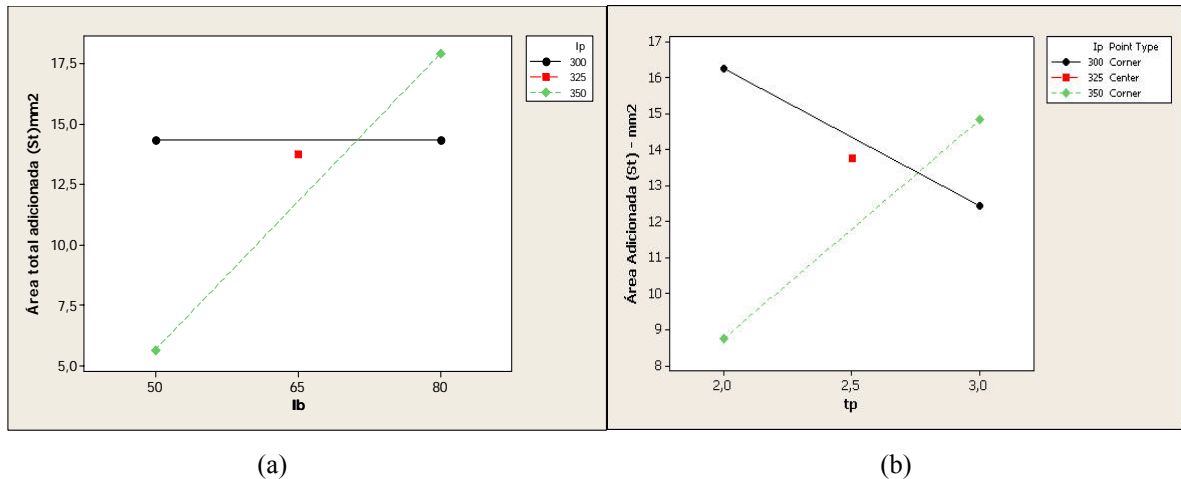 Área total adicionada (St)mm2
17,5
15,0
12,5
10,0
7,5
5,0
50
65
80
Ib
Ip
300
325
350
(a)
Área Adicionada (St) - mm2
17
16
15
14
13
12
11
10
9
8
2,0
2,5
3,0
tp
Ip Point Type
300 Corner
325 Center
350 Corner
(b)